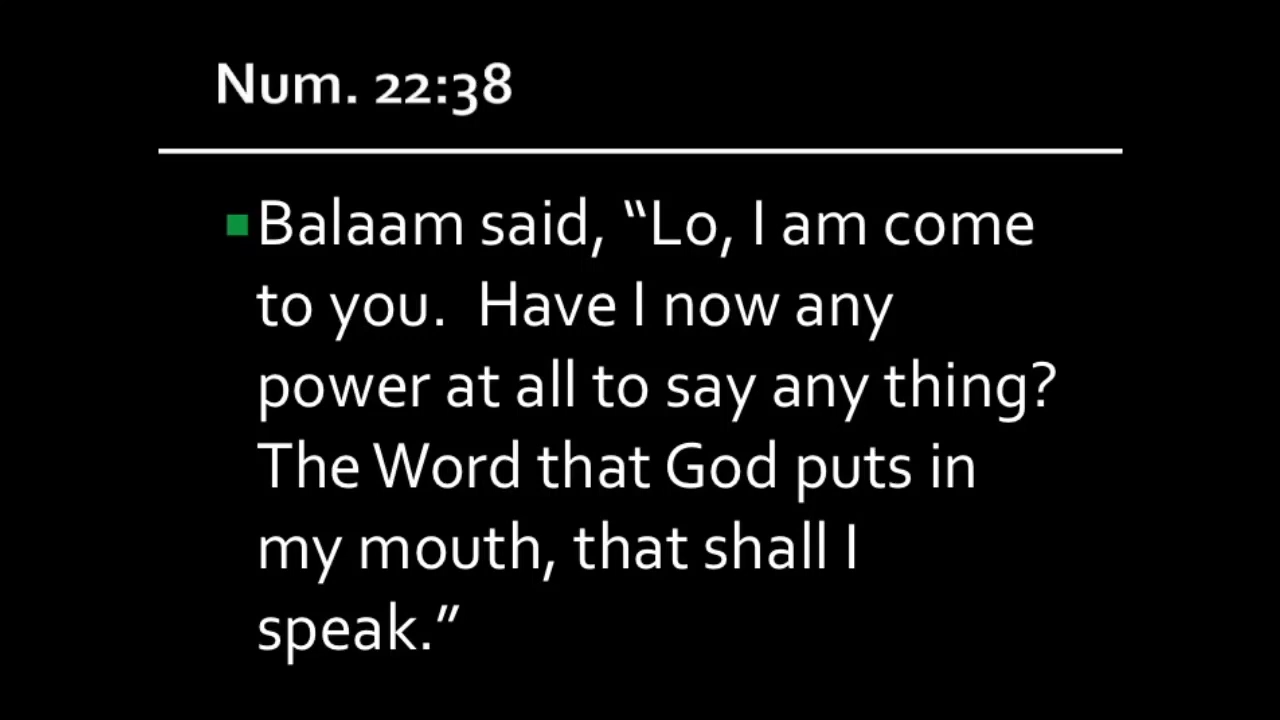 Num. 22:38
▪Balaam said, “Lo, I am come
to you.  Have I now any
power at all to say any thing?
The Word that God puts in
my mouth, that shall I
speak.”